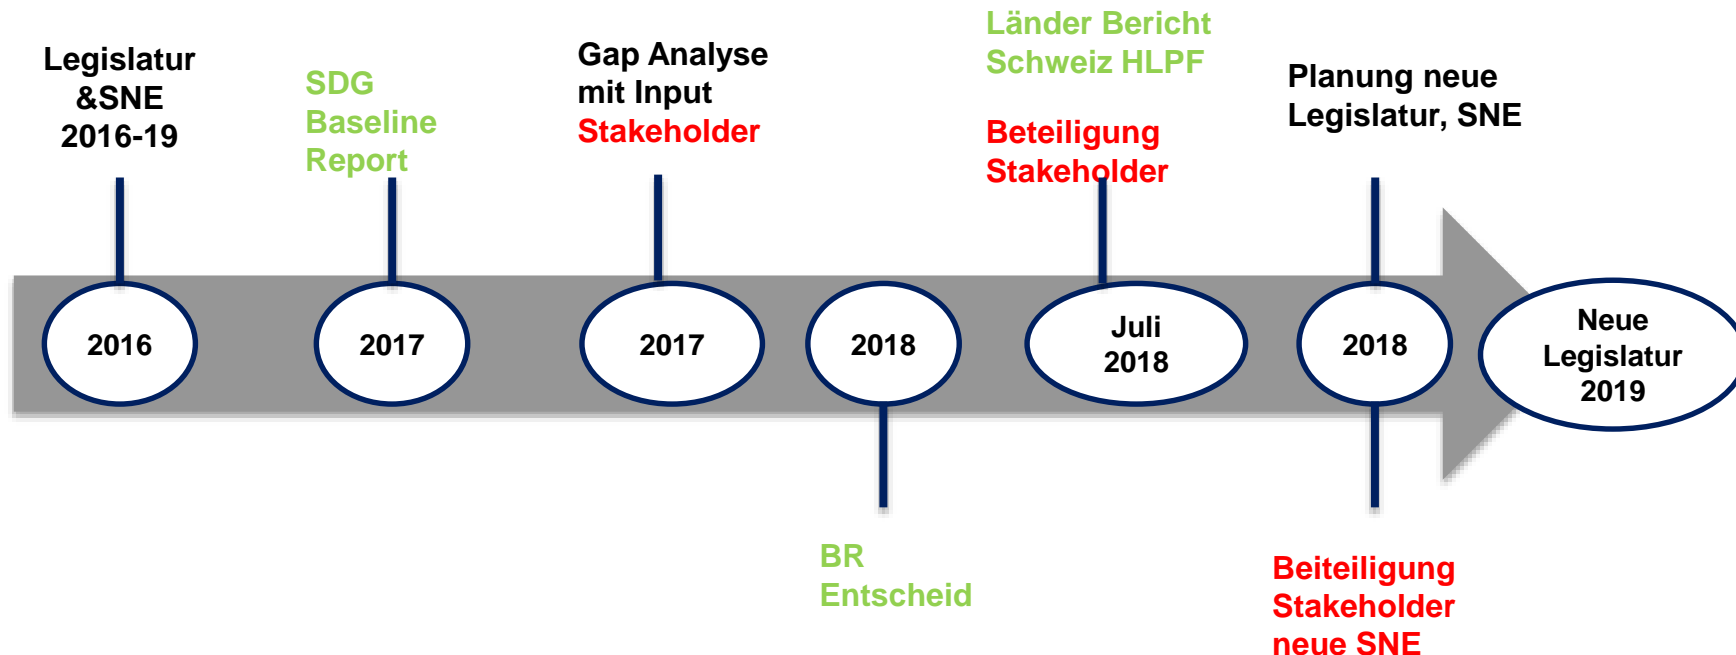 Legislatur
&SNE
2016-19
SDG
Baseline
Report
Gap Analyse
mit Input
Stakeholder
Länder Bericht
Schweiz HLPF
Beteiligung
Stakeholder
Planung neue
Legislatur, SNE
2016
2017
2017
2018
Juli
2018
2018
Neue
Legislatur
2019
BR
Entscheid
Beiteiligung
Stakeholder
neue SNE